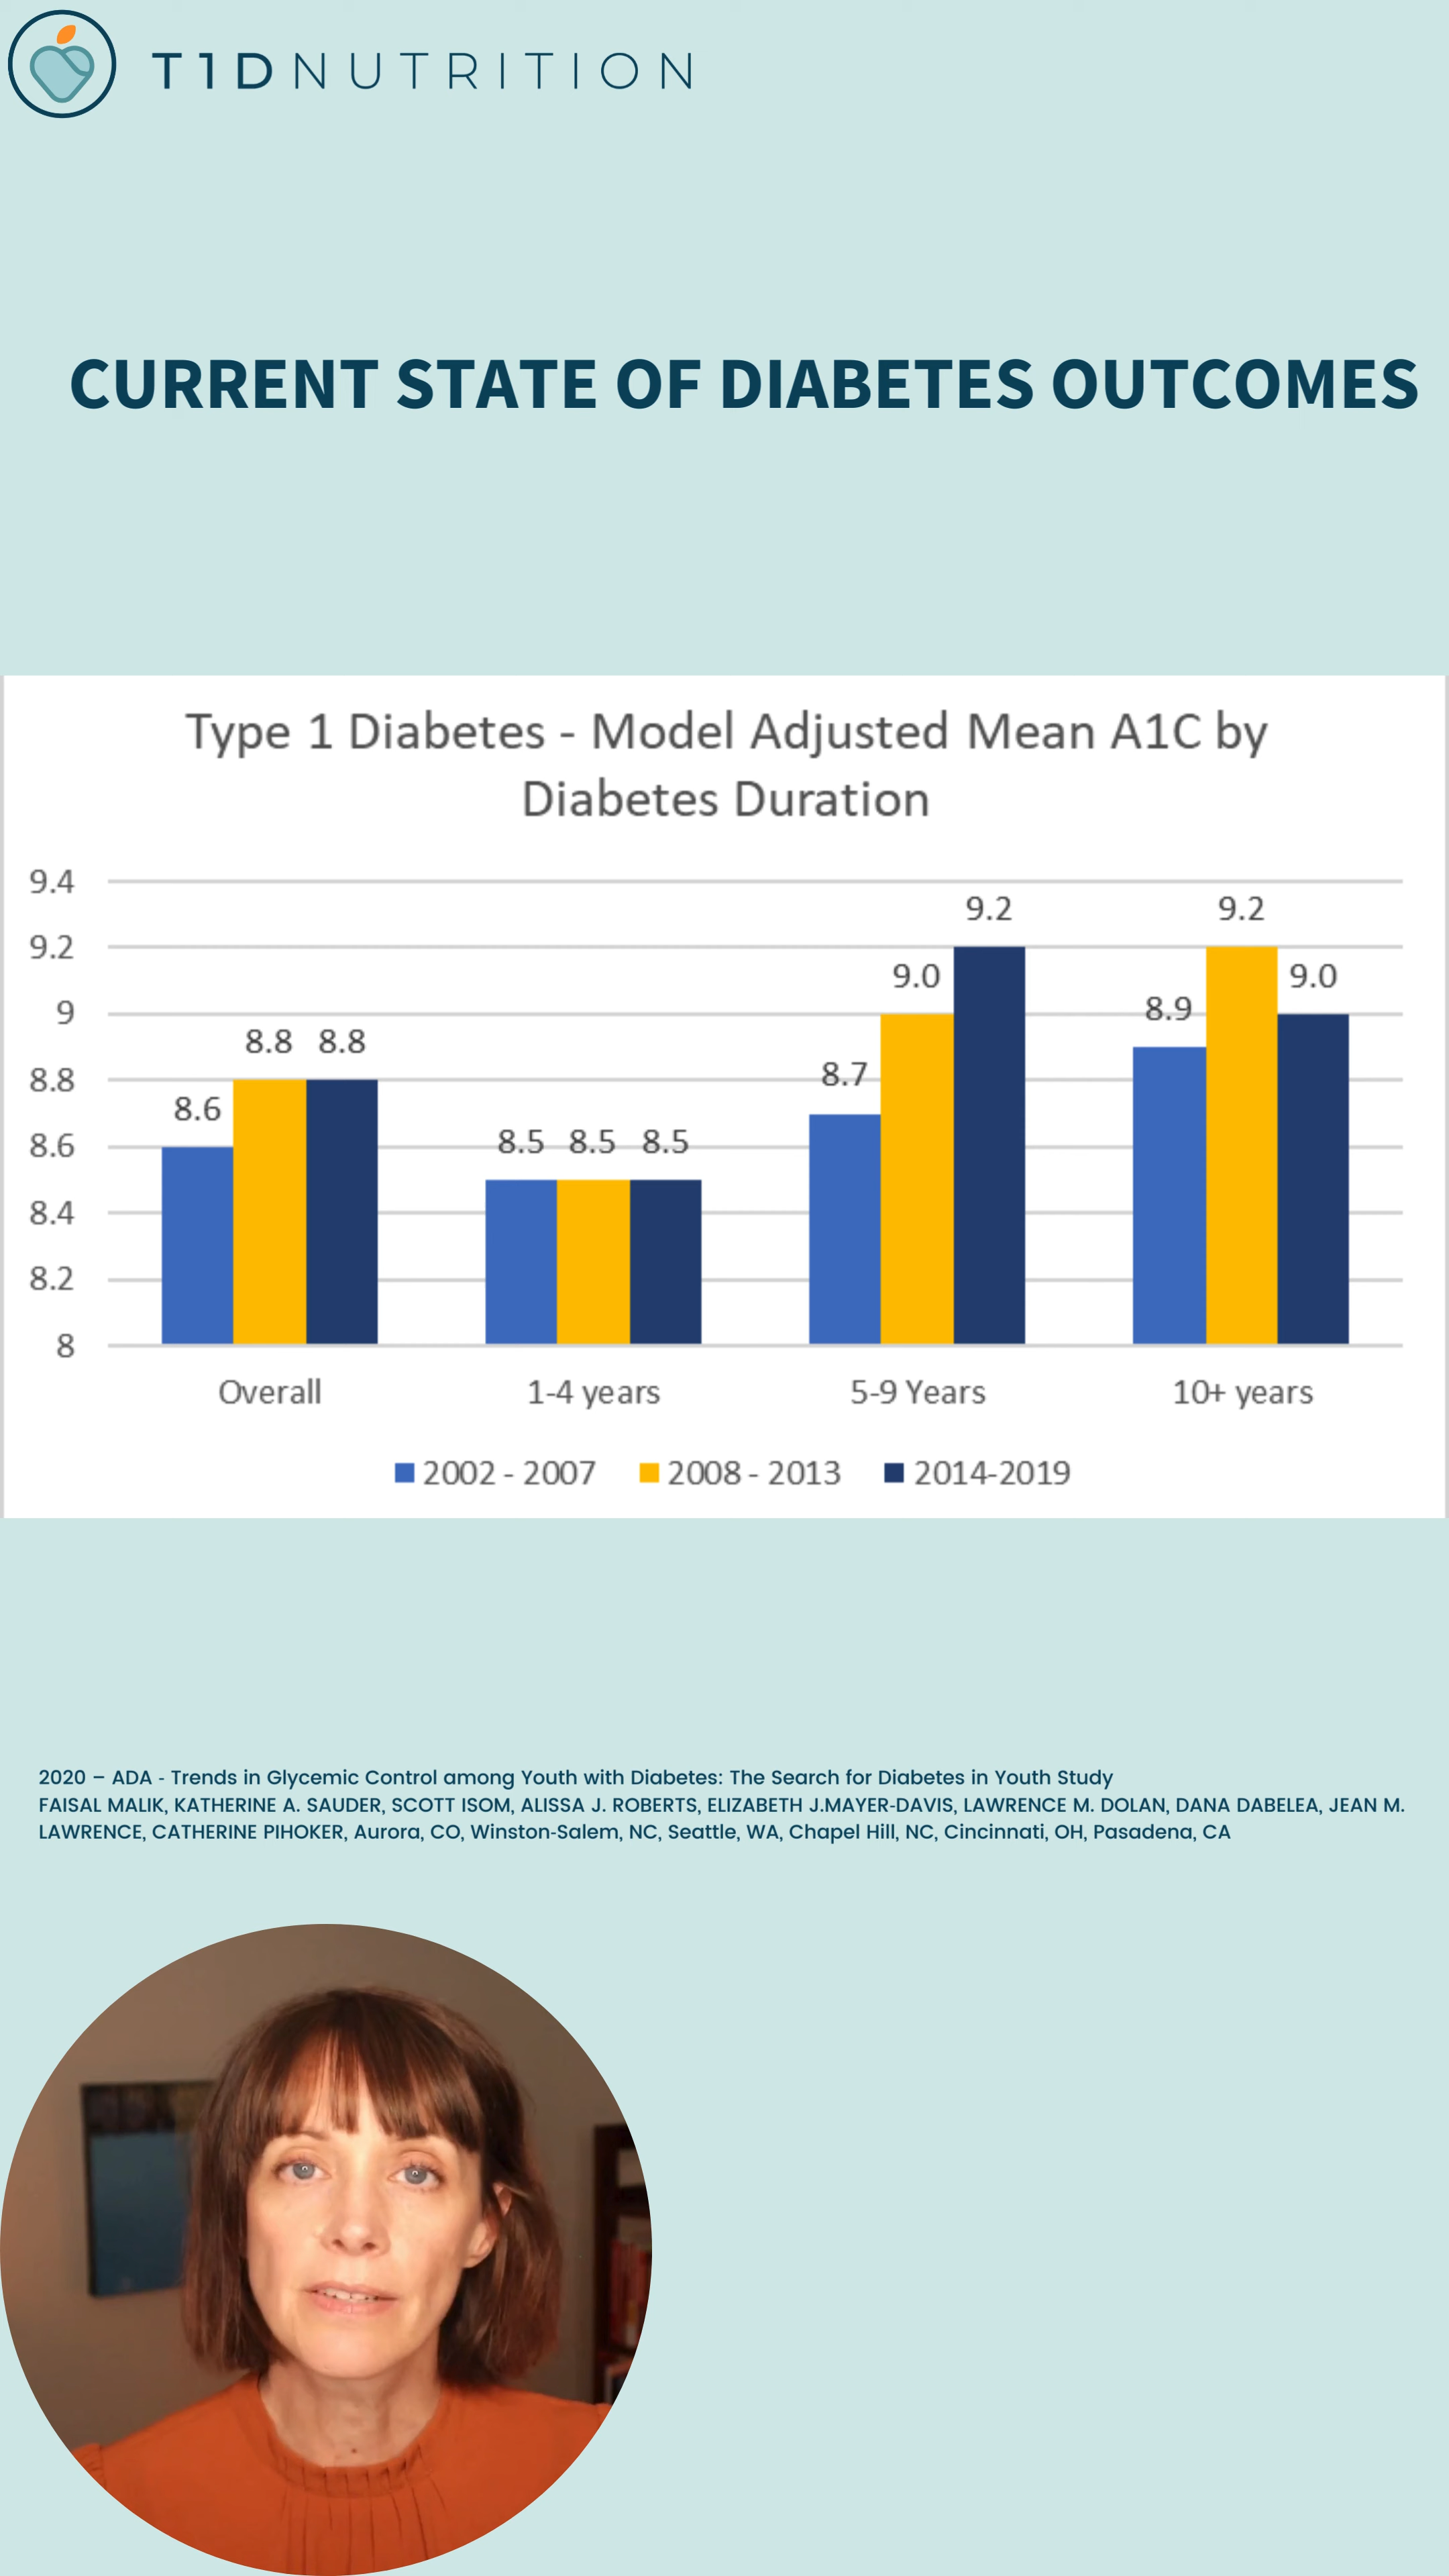 T1DNUTRITION
CURRENT STATE OF DIABETES OUTCOMES
Type 1 Diabetes - Model Adjusted Mean A1C by
Diabetes Duration
9.4
9.2
9
8.8
8.6
8.4
8.2
8
8.6 8.8 8.8
8.5 8.5 8.5
8.7 9.0 9.2
8.9 9.2 9.0
Overall 1-4 years 5-9 Years 10+ years
2002 - 2007 2008 - 2013 2014-2019
2020 – ADA - Trends in Glycemic Control among Youth with Diabetes: The Search for Diabetes in Youth Study
FAISAL MALIK, KATHERINE A. SAUDER, SCOTT ISOM, ALISSA J. ROBERTS, ELIZABETH J.MAYER-DAVIS, LAWRENCE M. DOLAN, DANA DABELEA, JEAN M.
LAWRENCE, CATHERINE PIHOKER, Aurora, CO, Winston-Salem, NC, Seattle, WA, Chapel Hill, NC, Cincinnati, OH, Pasadena, CA